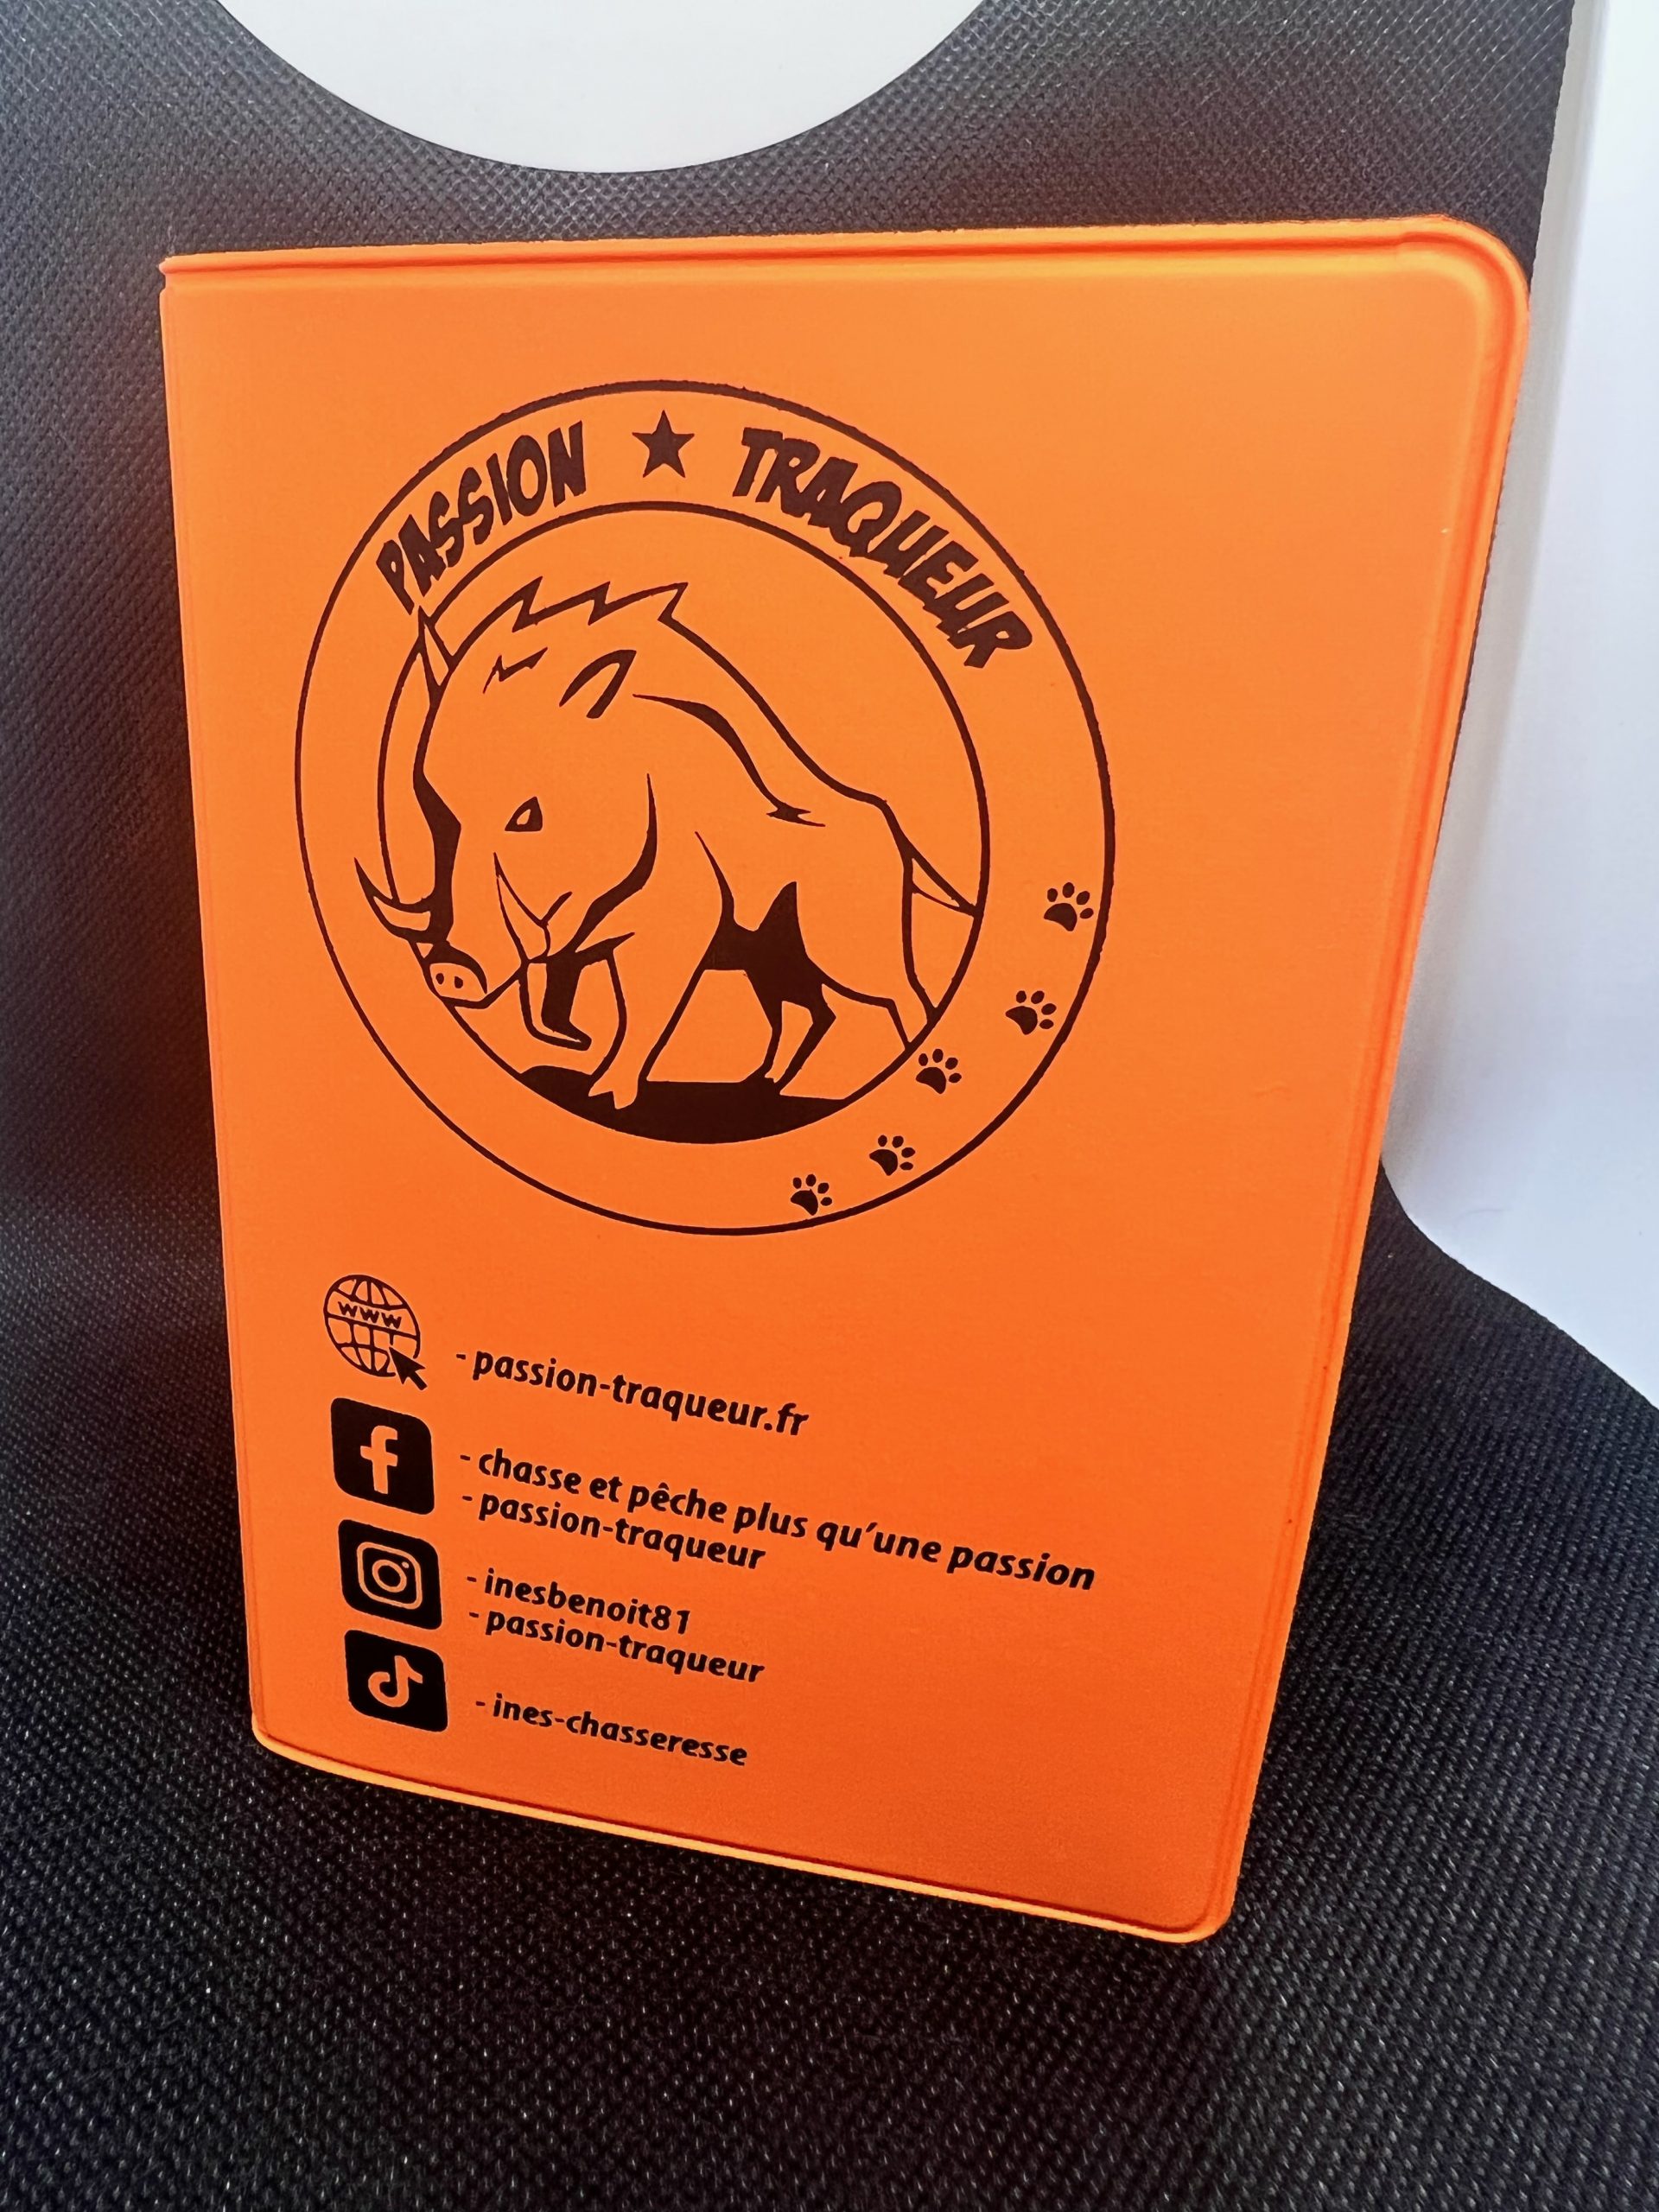 PASSION ★ TRAQUEUR
www
- passion-traqueur.fr
- chasse et pêche plus qu'une passion
- passion-traqueur
- inesbenoit81
- passion-traqueur
- ines-chasseresse